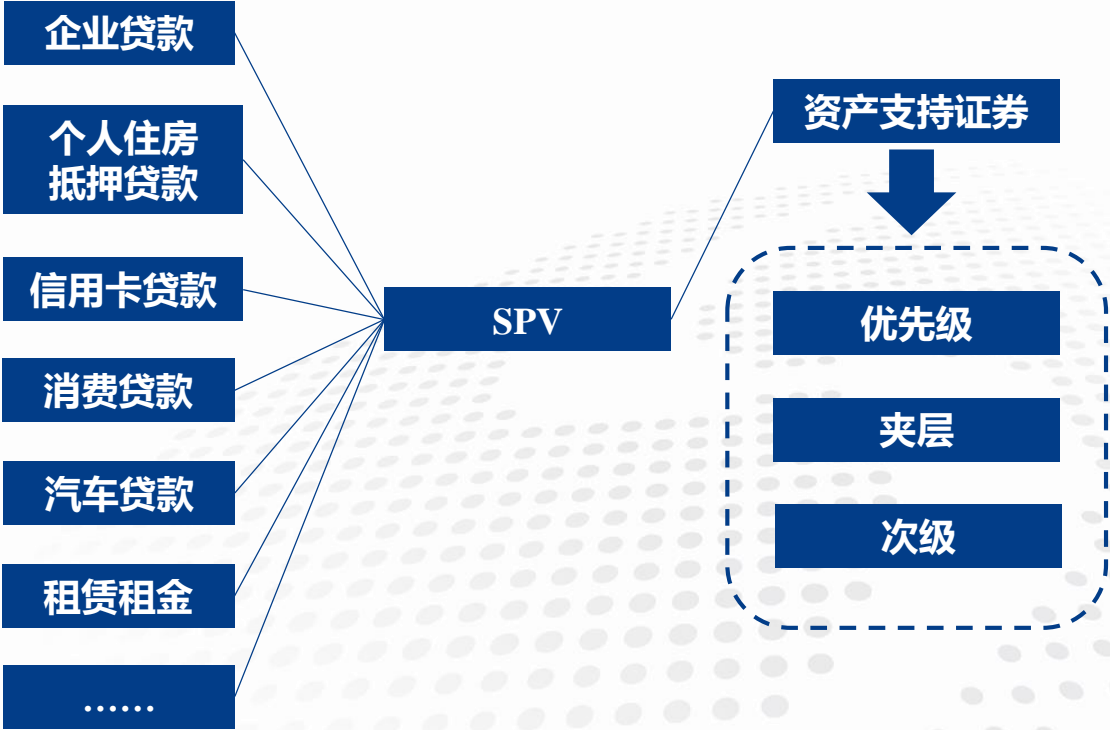 企业贷款
个人住房
抵押贷款
信用卡贷款
消费贷款
汽车贷款
租赁租金
……
SPV
资产支持证券
优先级
夹层
次级